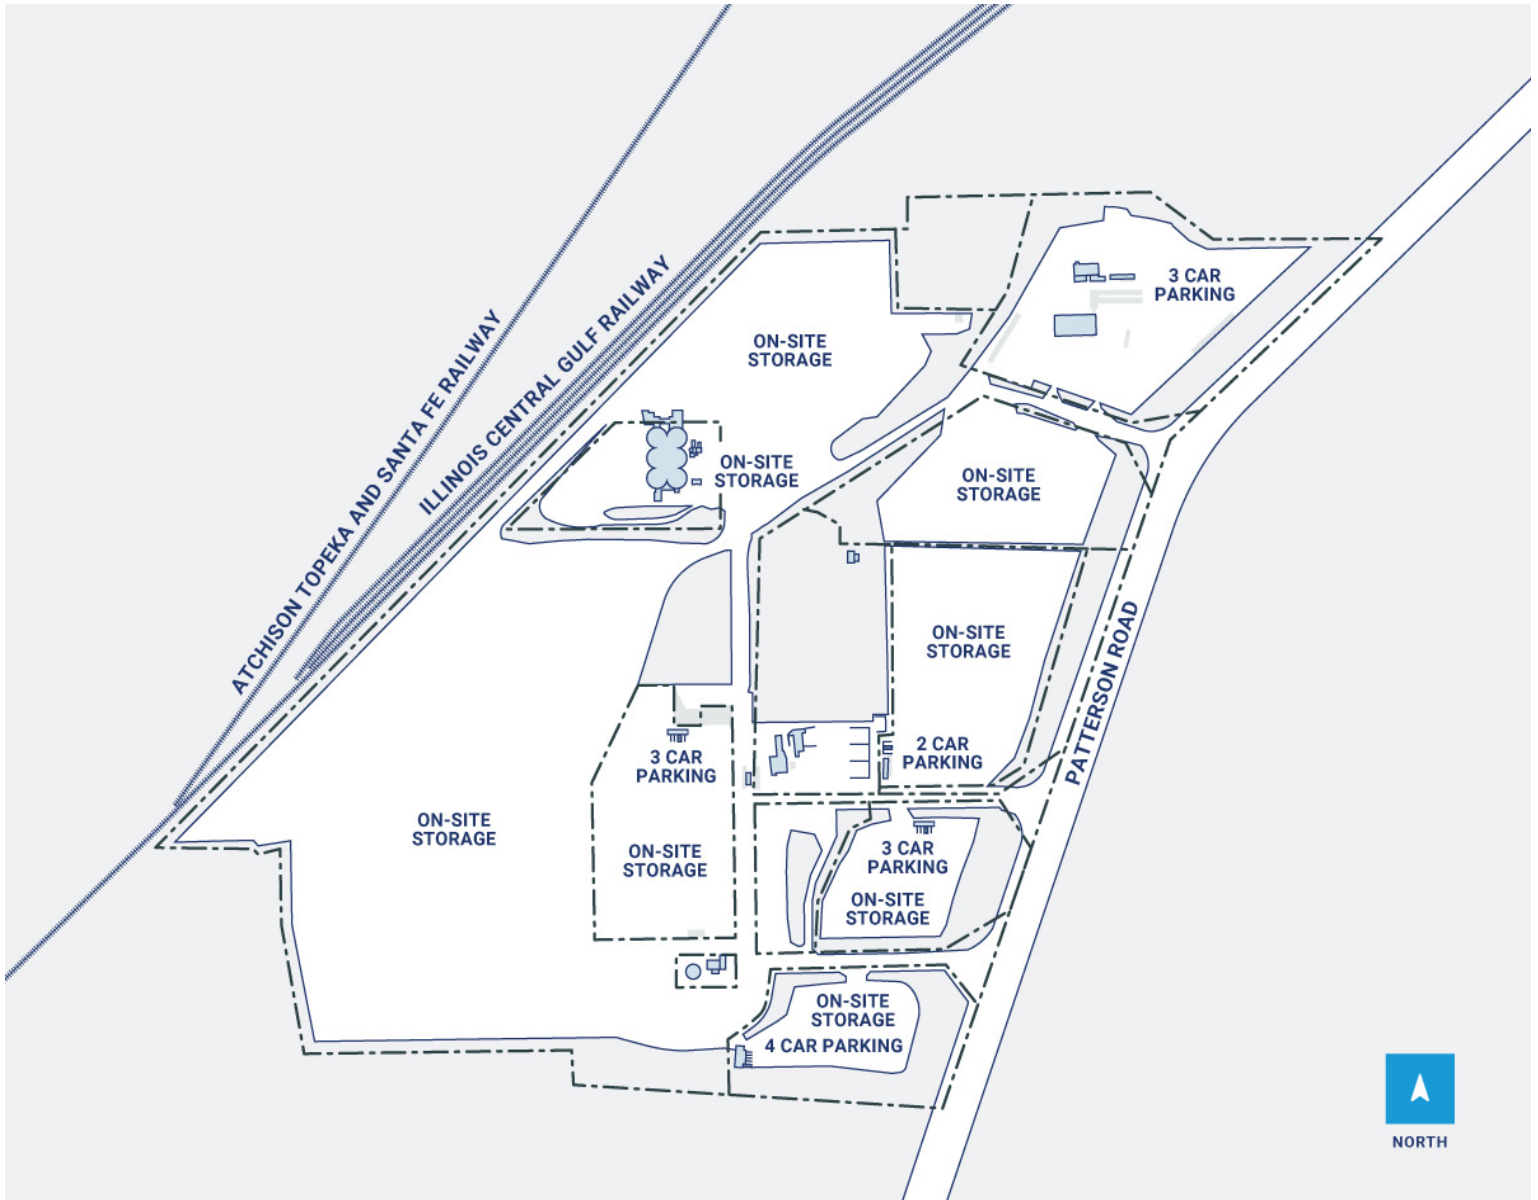 3 CAR
PARKING
ON-SITE
STORAGE
ATCHISON TOPEKA AND SANTA FE RAILWAY
ILLINOIS CENTRAL GULF RAILWAY
ON-SITE
STORAGE
ON-SITE
STORAGE
ON-SITE
STORAGE
PATTERSON ROAD
3 CAR
PARKING
2 CAR
PARKING
ON-SITE
STORAGE
ON-SITE
STORAGE
3 CAR
PARKING
ON-SITE
STORAGE
ON-SITE
STORAGE
4 CAR PARKING
NORTH